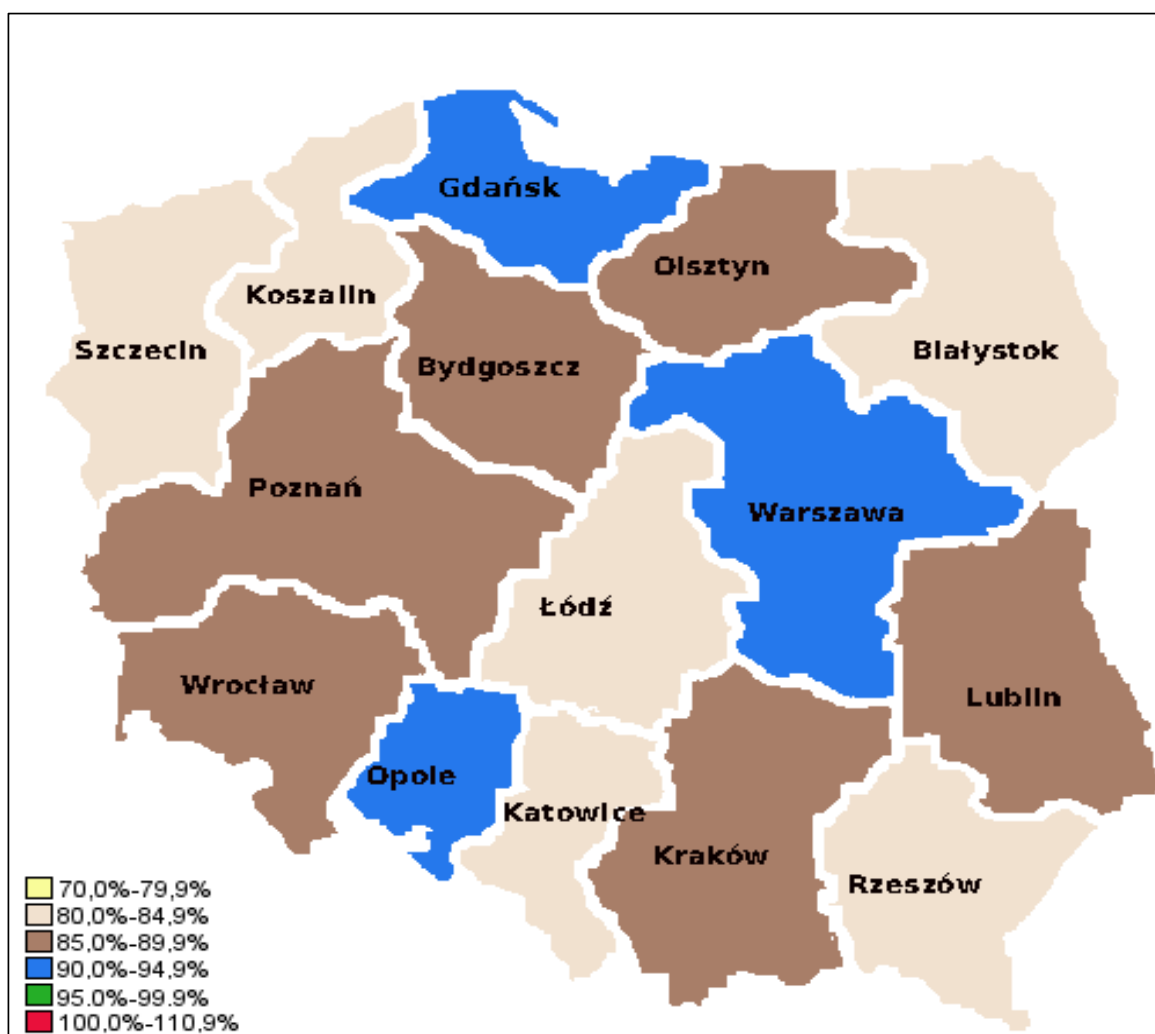 Gdańsk
Olsztyn
Koszalin
Szczecin
Białystok
Bydgoszcz
Poznań
Warszawa
Łódź
Wrocław
Lublin
Opole
Katowice
Kraków
Rzeszów
70,0%-79,9%
80,0%-84,9%
85,0%-89,9%
90,0%-94,9%
95.0%-99.9%
100,0%-110,9%